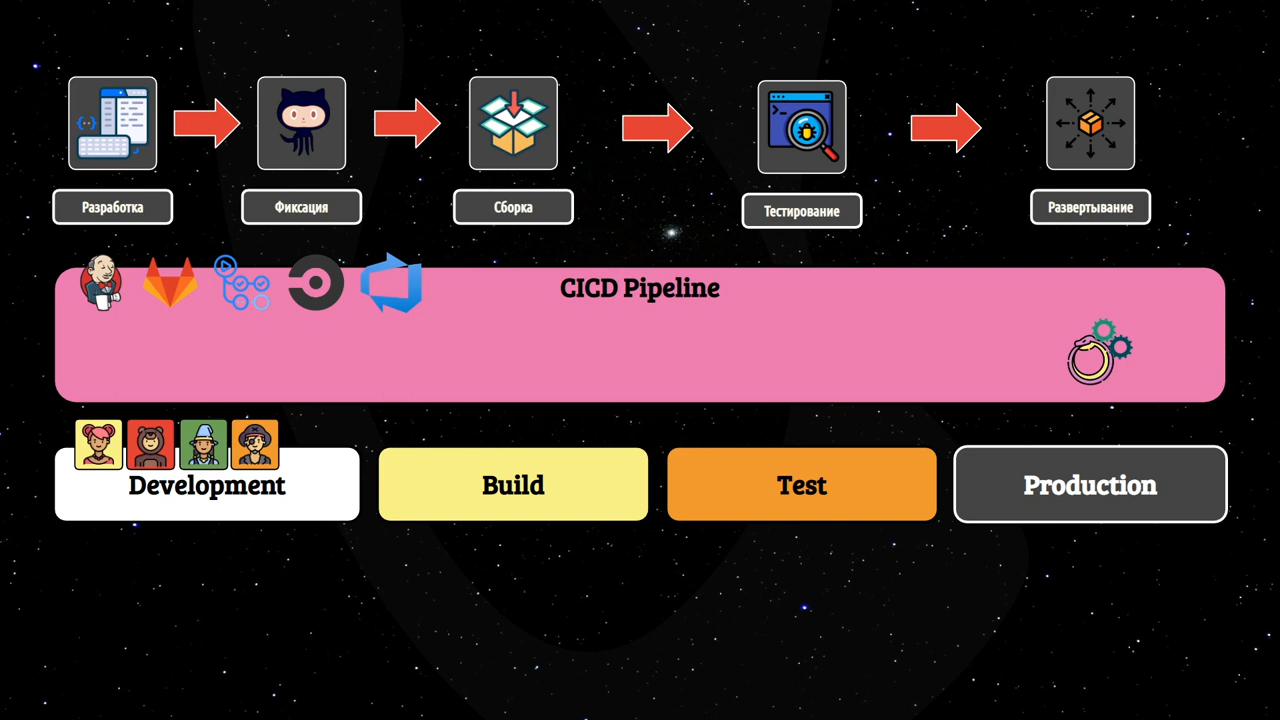 Разработка
Фиксация
Сборка
Тестирование
Развертывание
CICD Pipeline
Development
Build
Test
Production